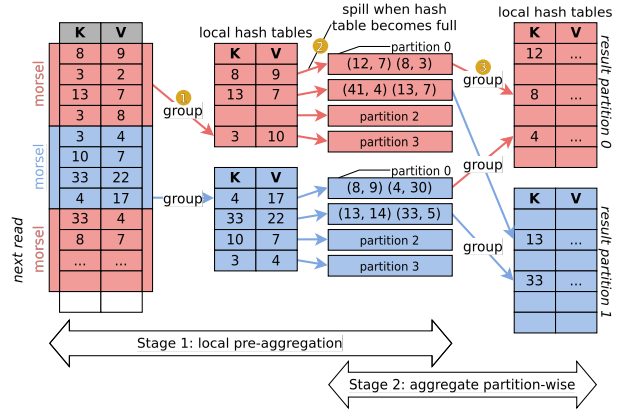 spill when hash
table becomes full
local hash tables
local hash tables
K V
8 9
3 2
13 7
3 8
3 4
10 7
33 22
4 17
33 4
8 7
... ...
morsel
morsel
morsel
next read
1
group
group
K V
8 9
13 7
3 10
K V
4 17
33 22
10 7
3 4
2
partition 0
(12, 7) (8, 3)
(41, 4) (13, 7)
partition 2
partition 3
partition 0
(8, 9) (4, 30)
(13, 14) (33, 5)
partition 2
partition 3
3
group
group
group
K V
12 ...
8 ...
4 ...
result partition 0
K V
13 ...
33 ...
result partition 1
Stage 1: local pre-aggregation
Stage 2: aggregate partition-wise